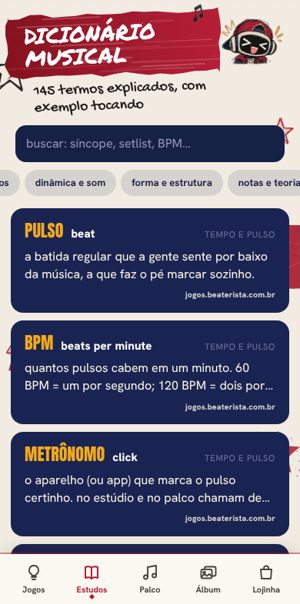 DICIONÁRIO
MUSICAL
145 termos explicados, com
exemplo tocando
buscar: síncope, setlist, BPM...
os
dinâmica e som
forma e estrutura
notas e teoria
PULSO beat
TEMPO E PULSO
a batida regular que a gente sente por baixo
da música, a que faz o pé marcar sozinho.
jogos.beaterista.com.br
BPM beats per minute
TEMPO E PULSO
quantos pulsos cabem em um minuto. 60
BPM = um por segundo; 120 BPM = dois por...
jogos.beaterista.com.br
METRÔNOMO click
TEMPO E PULSO
o aparelho (ou app) que marca o pulso
certinho. no estúdio e no palco chamam de...
jogos.beaterista.com.br
Jogos
Estudos
Palco
Álbum
Lojinha